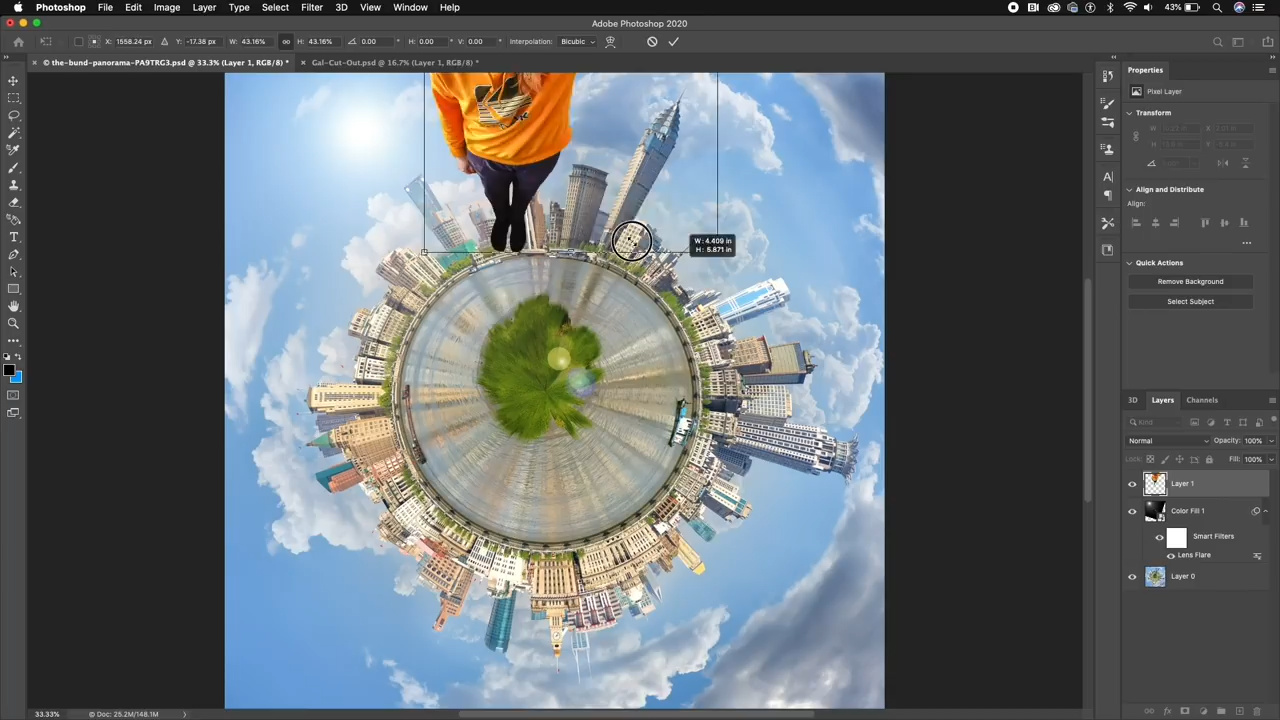 Photoshop File Edit Image Layer Type Select Filter 3D View Window Help 43%
Adobe Photoshop 2020
X: 1558.24 px Y: -17.38 px W: 43.16% H: 43.16% 0.00 ° H: 0.00 ° V: 0.00 ° Interpolation: Bicubic
× © the-bund-panorama-PA9TRG3.psd @ 33.3% (Layer 1, RGB/8) * × Gal-Cut-Out.psd @ 16.7% (Layer 1, RGB/8) *
Properties
Pixel Layer
Transform
Align and Distribute
Align:
W: 4.409 in
H: 5.871 in
Quick Actions
Remove Background
Select Subject
3D Layers Channels
Kind
Normal Opacity: 100%
Lock: Fill: 100%
Layer 1
Color Fill 1
Smart Filters
Lens Flare
Layer 0
33.33% Doc: 25.2M/148.1M